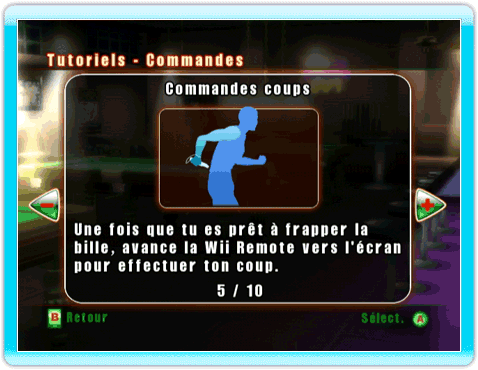 Tutoriels - Commandes
Commandes coups
Une fois que tu es prêt à frapper la
bille, avance la Wii Remote vers l'écran
pour effectuer ton coup.
5 / 10
B Retour
Sélect. A